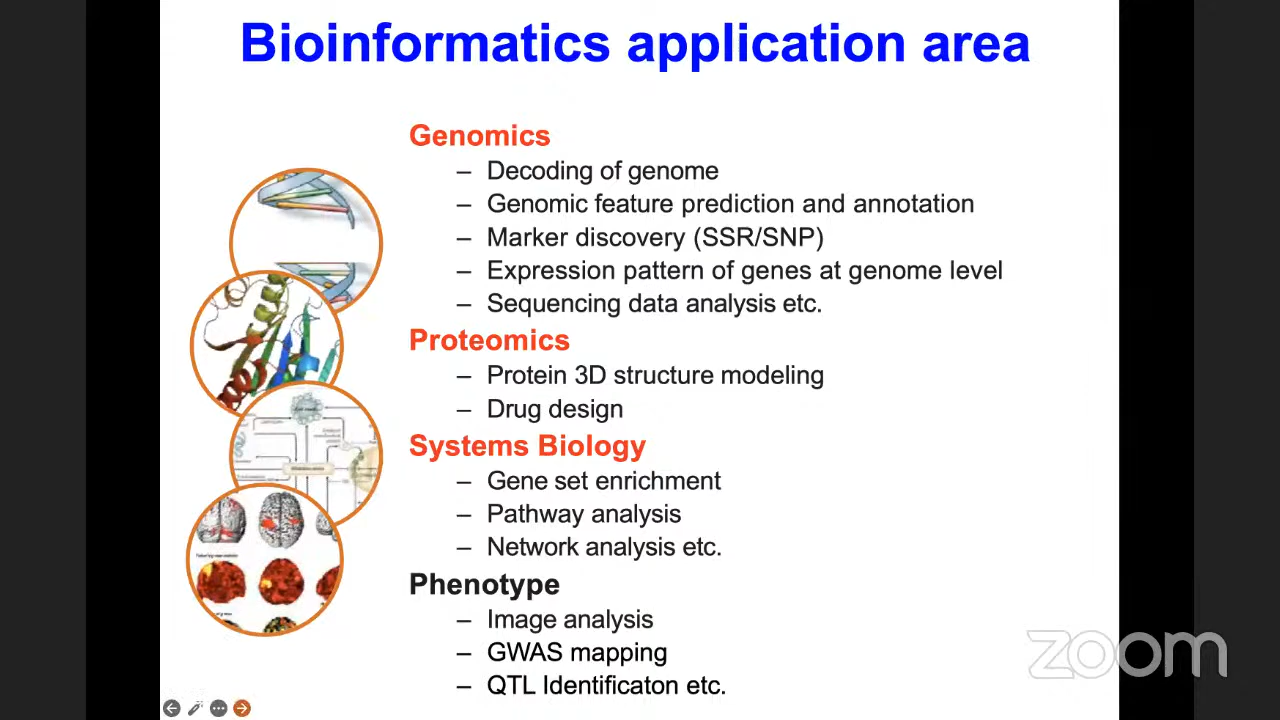 Bioinformatics application area
Genomics
– Decoding of genome
– Genomic feature prediction and annotation
– Marker discovery (SSR/SNP)
– Expression pattern of genes at genome level
– Sequencing data analysis etc.
Proteomics
– Protein 3D structure modeling
– Drug design
Systems Biology
– Gene set enrichment
– Pathway analysis
– Network analysis etc.
Phenotype
– Image analysis
– GWAS mapping
– QTL Identificaton etc.
zoom